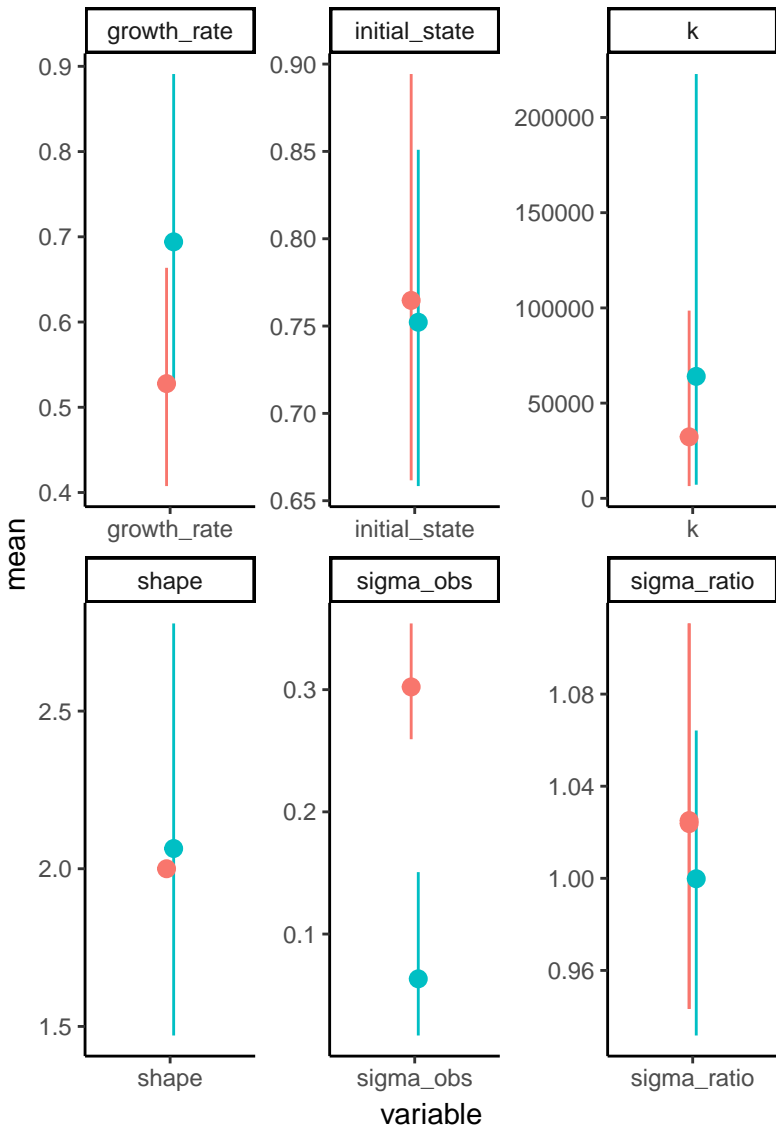 growth_rate
initial_state
k
0.9
0.8
0.7
0.6
0.5
0.4
0.90
0.85
0.80
0.75
0.70
0.65
200000
150000
100000
50000
0
growth_rate
initial_state
k
mean
shape
sigma_obs
sigma_ratio
2.5
2.0
1.5
0.3
0.2
0.1
1.08
1.04
1.00
0.96
shape
sigma_obs
sigma_ratio
variable